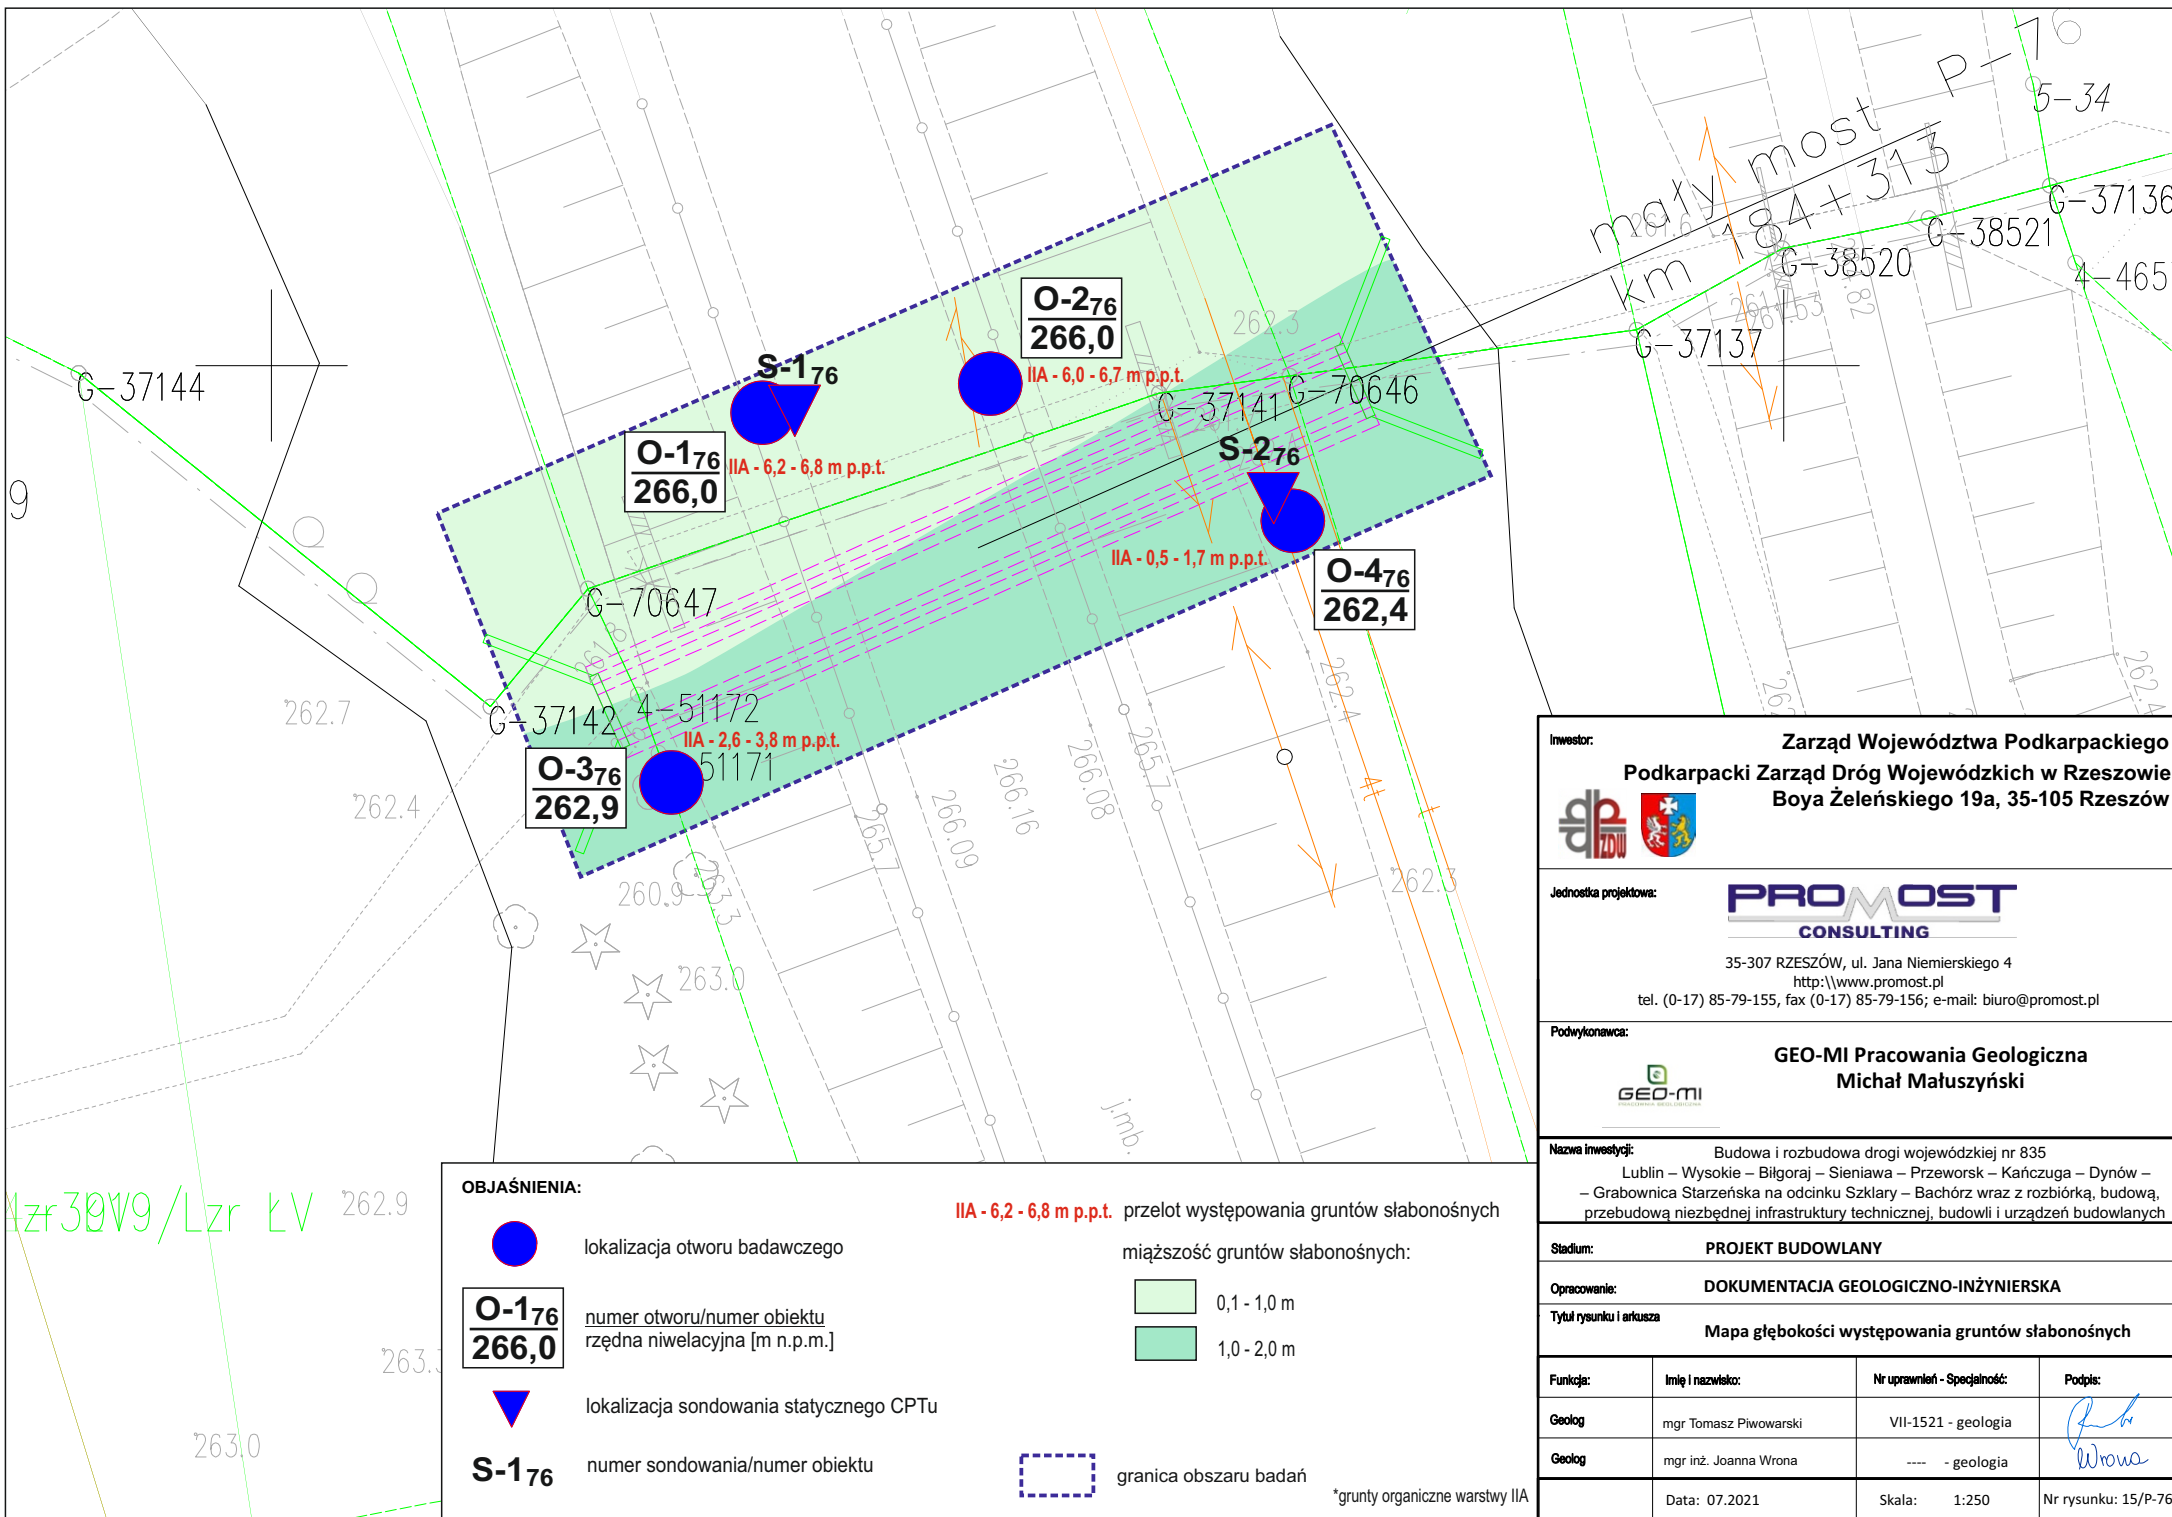 mały most P-76
km 184+313
5-34
G-37136
G-38521
G-38520
4-465
G-37137
G-37144
9
262.3
O-2₇₆
266,0
S-1₇₆
IIA - 6,0 - 6,7 m p.p.t.
G-37141
G-70646
O-1₇₆
266,0
IIA - 6,2 - 6,8 m p.p.t.
S-2₇₆
IIA - 0,5 - 1,7 m p.p.t.
O-4₇₆
262,4
G-70647
G-37142
4-51172
IIA - 2,6 - 3,8 m p.p.t.
51171
O-3₇₆
262,9
262.7
262.4
262.4
265.7
266.08
266.16
266.09
265.7
262.3
260.9
263.0
j.mb.
4t
t
262.9
263.0
OBJAŚNIENIA:
lokalizacja otworu badawczego
O-1₇₆
266,0
numer otworu/numer obiektu
rzędna niwelacyjna [m n.p.m.]
lokalizacja sondowania statycznego CPTu
S-1₇₆
numer sondowania/numer obiektu
IIA - 6,2 - 6,8 m p.p.t. przelot występowania gruntów słabonośnych
miąższość gruntów słabonośnych:
0,1 - 1,0 m
1,0 - 2,0 m
granica obszaru badań
*grunty organiczne warstwy IIA
Inwestor:
Zarząd Województwa Podkarpackiego
Podkarpacki Zarząd Dróg Wojewódzkich w Rzeszowie
Boya Żeleńskiego 19a, 35-105 Rzeszów
PZDW
Jednostka projektowa:
PROMOST
CONSULTING
35-307 RZESZÓW, ul. Jana Niemierskiego 4
http:\\www.promost.pl
tel. (0-17) 85-79-155, fax (0-17) 85-79-156; e-mail: biuro@promost.pl
Podwykonawca:
GEO-MI Pracowania Geologiczna
Michał Małuszyński
GEO-MI
PRACOWNIA GEOLOGICZNA
Nazwa inwestycji:
Budowa i rozbudowa drogi wojewódzkiej nr 835
Lublin – Wysokie – Biłgoraj – Sieniawa – Przeworsk – Kańczuga – Dynów –
– Grabownica Starzeńska na odcinku Szklary – Bachórz wraz z rozbiórką, budową,
przebudową niezbędnej infrastruktury technicznej, budowli i urządzeń budowlanych
Stadium:
PROJEKT BUDOWLANY
Opracowanie:
DOKUMENTACJA GEOLOGICZNO-INŻYNIERSKA
Tytuł rysunku i arkusza
Mapa głębokości występowania gruntów słabonośnych
Funkcja: Imię i nazwisko: Nr uprawnień - Specjalność: Podpis:
Geolog mgr Tomasz Piwowarski VII-1521 - geologia
Geolog mgr inż. Joanna Wrona ---- - geologia Wrona
Data: 07.2021 Skala: 1:250 Nr rysunku: 15/P-76